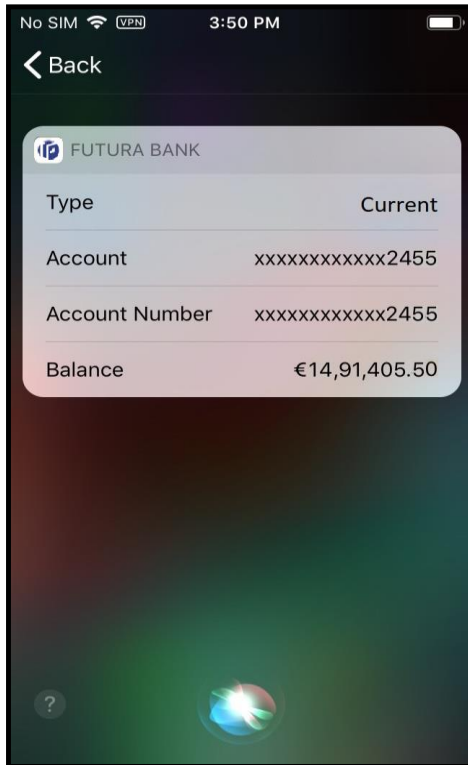 No SIM VPN 3:50 PM
Back
FUTURA BANK
Type Current
Account xxxxxxxxxxxx2455
Account Number xxxxxxxxxxxx2455
Balance €14,91,405.50
?